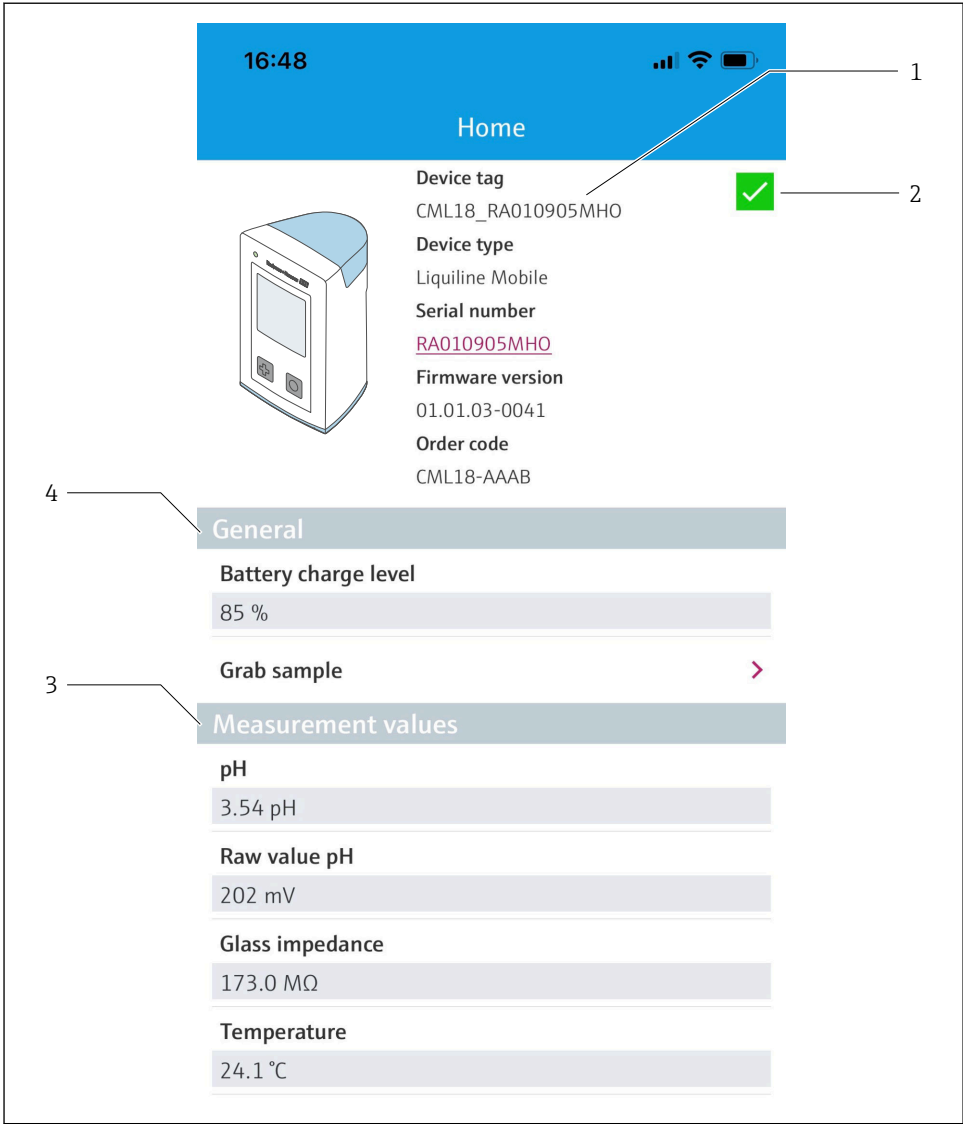 16:48
1
Home
Device tag
CML18_RA010905MHO
2
Device type
Liquiline Mobile
Serial number
RA010905MHO
Firmware version
01.01.03-0041
Order code
CML18-AAAB
4
General
Battery charge level
85 %
Grab sample
3
Measurement values
pH
3.54 pH
Raw value pH
202 mV
Glass impedance
173.0 MΩ
Temperature
24.1 °C